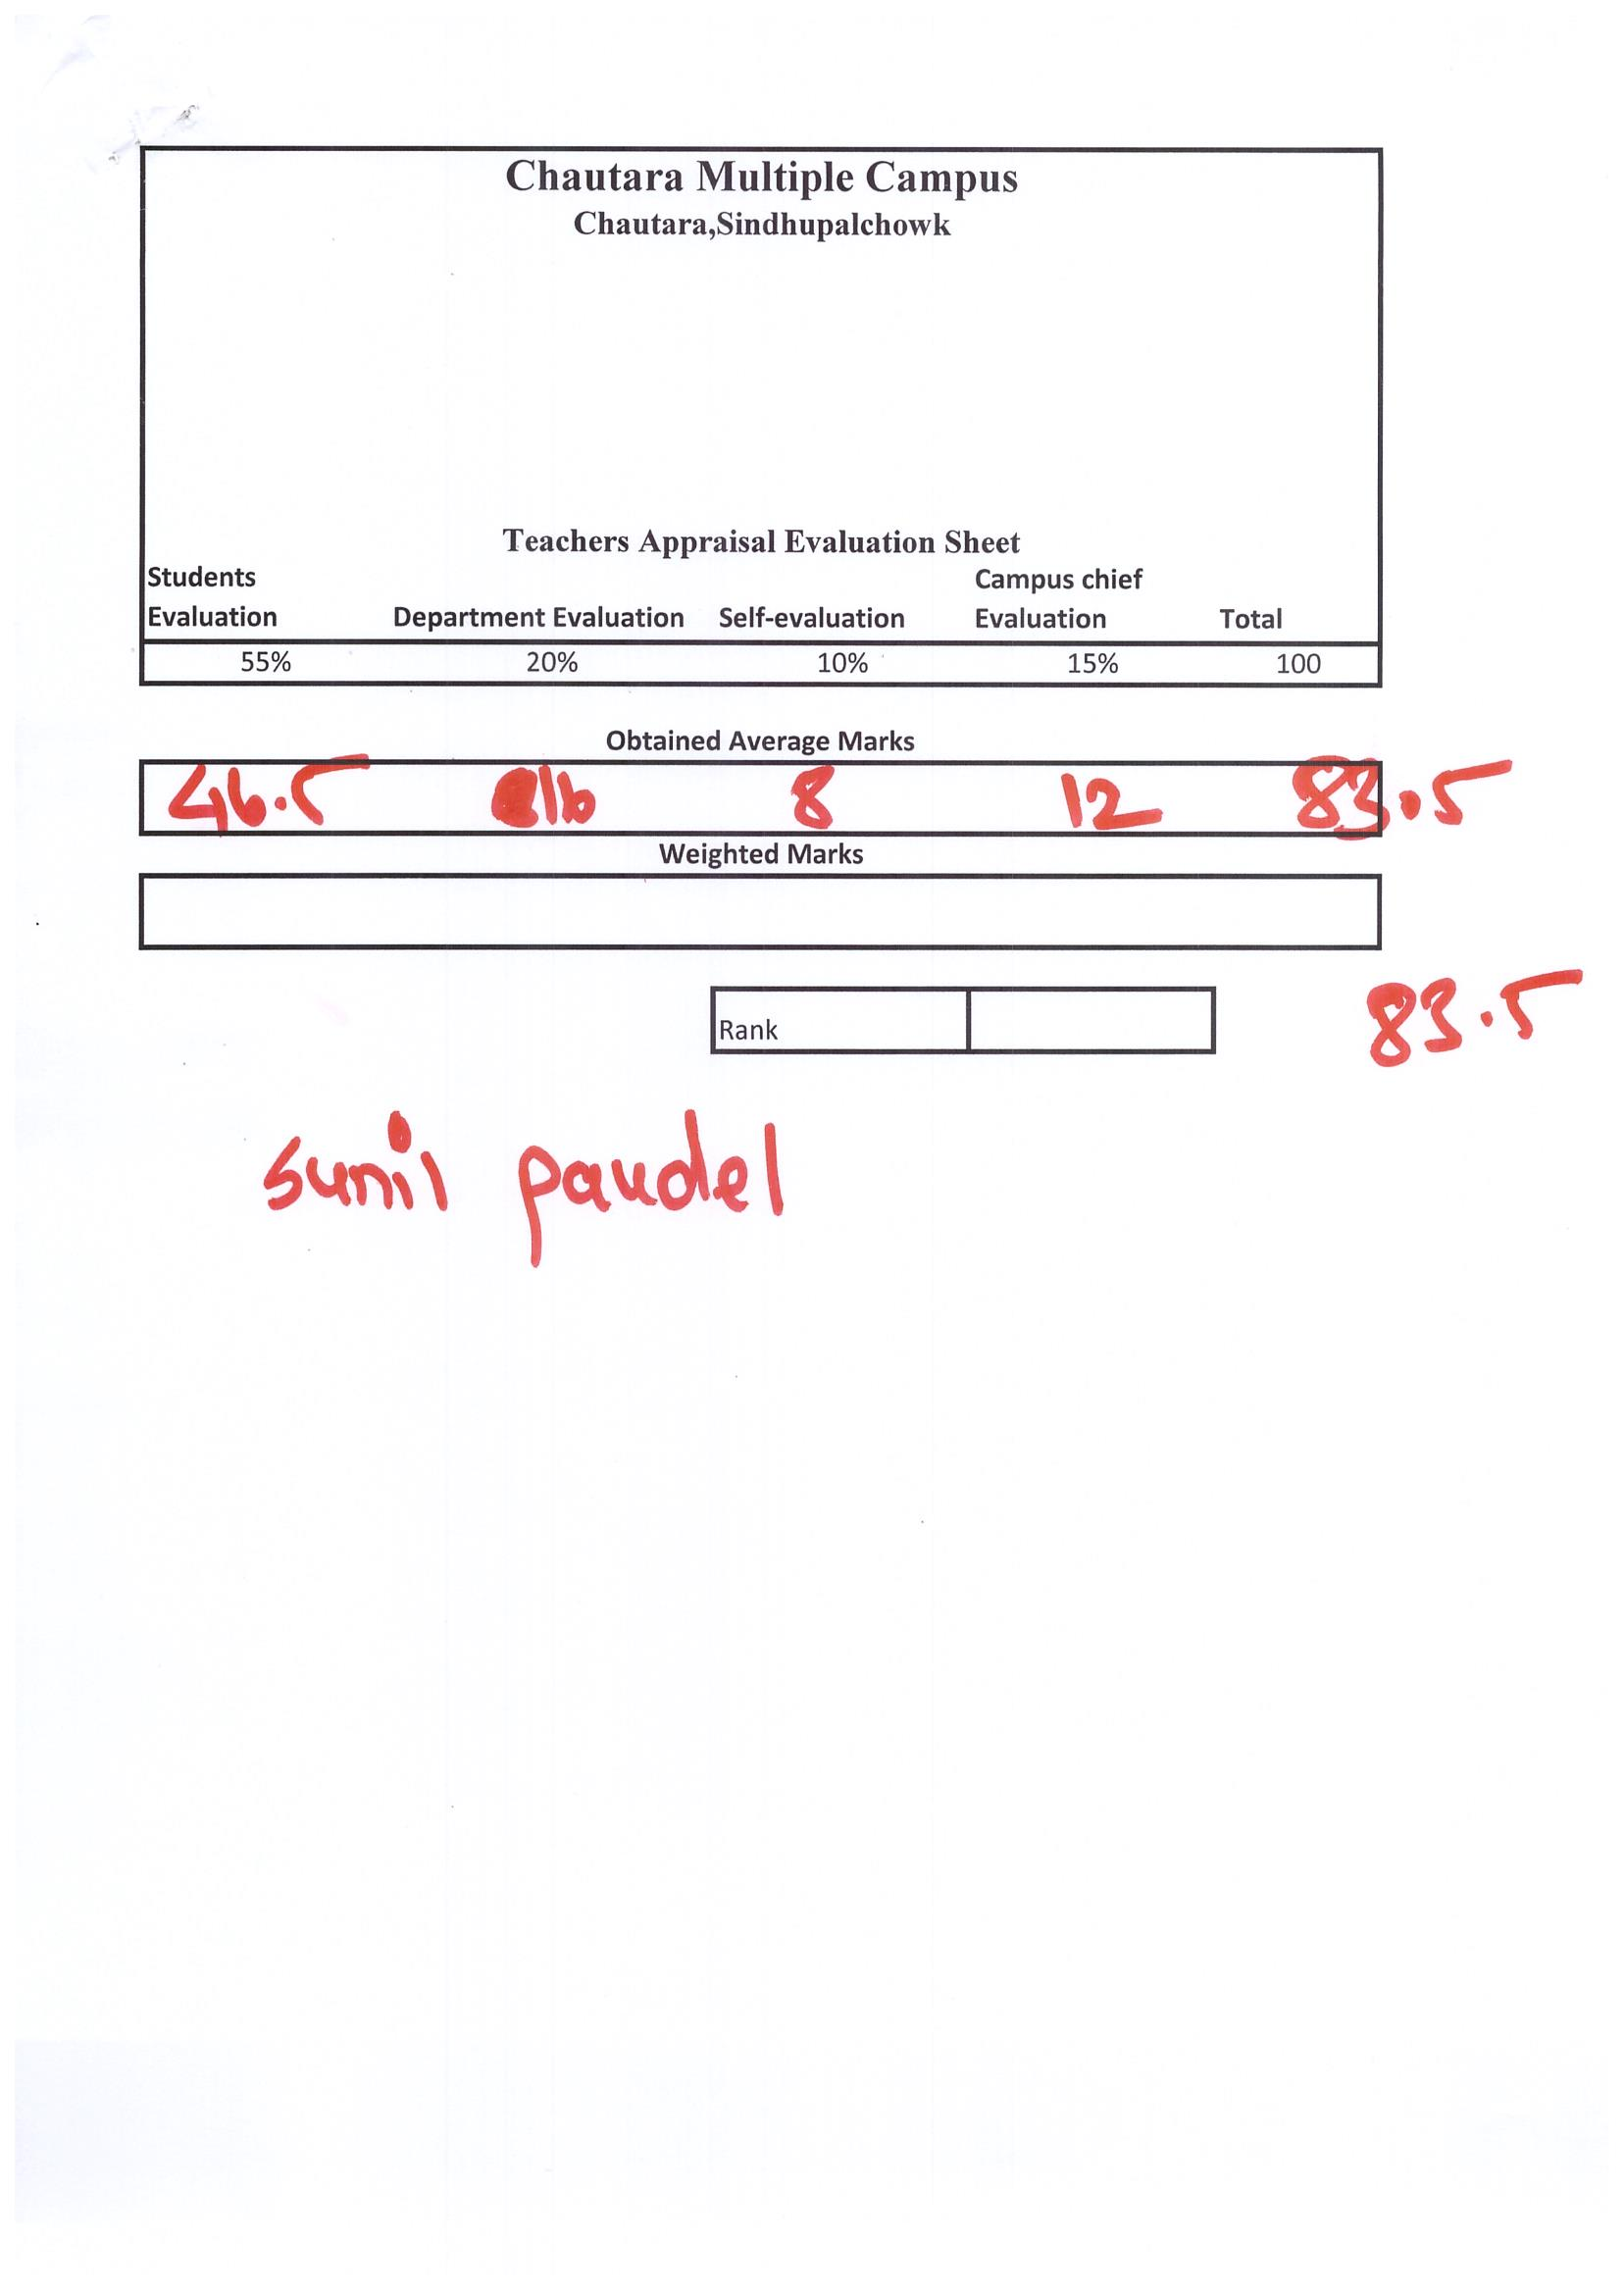 Chautara Multiple Campus
Chautara,Sindhupalchowk
Teachers Appraisal Evaluation Sheet
Students Evaluation Department Evaluation Self-evaluation Campus chief Evaluation Total
55% 20% 10% 15% 100
Obtained Average Marks
46.5 16 8 12 83.5
Weighted Marks
Rank
83.5
sunil paudel